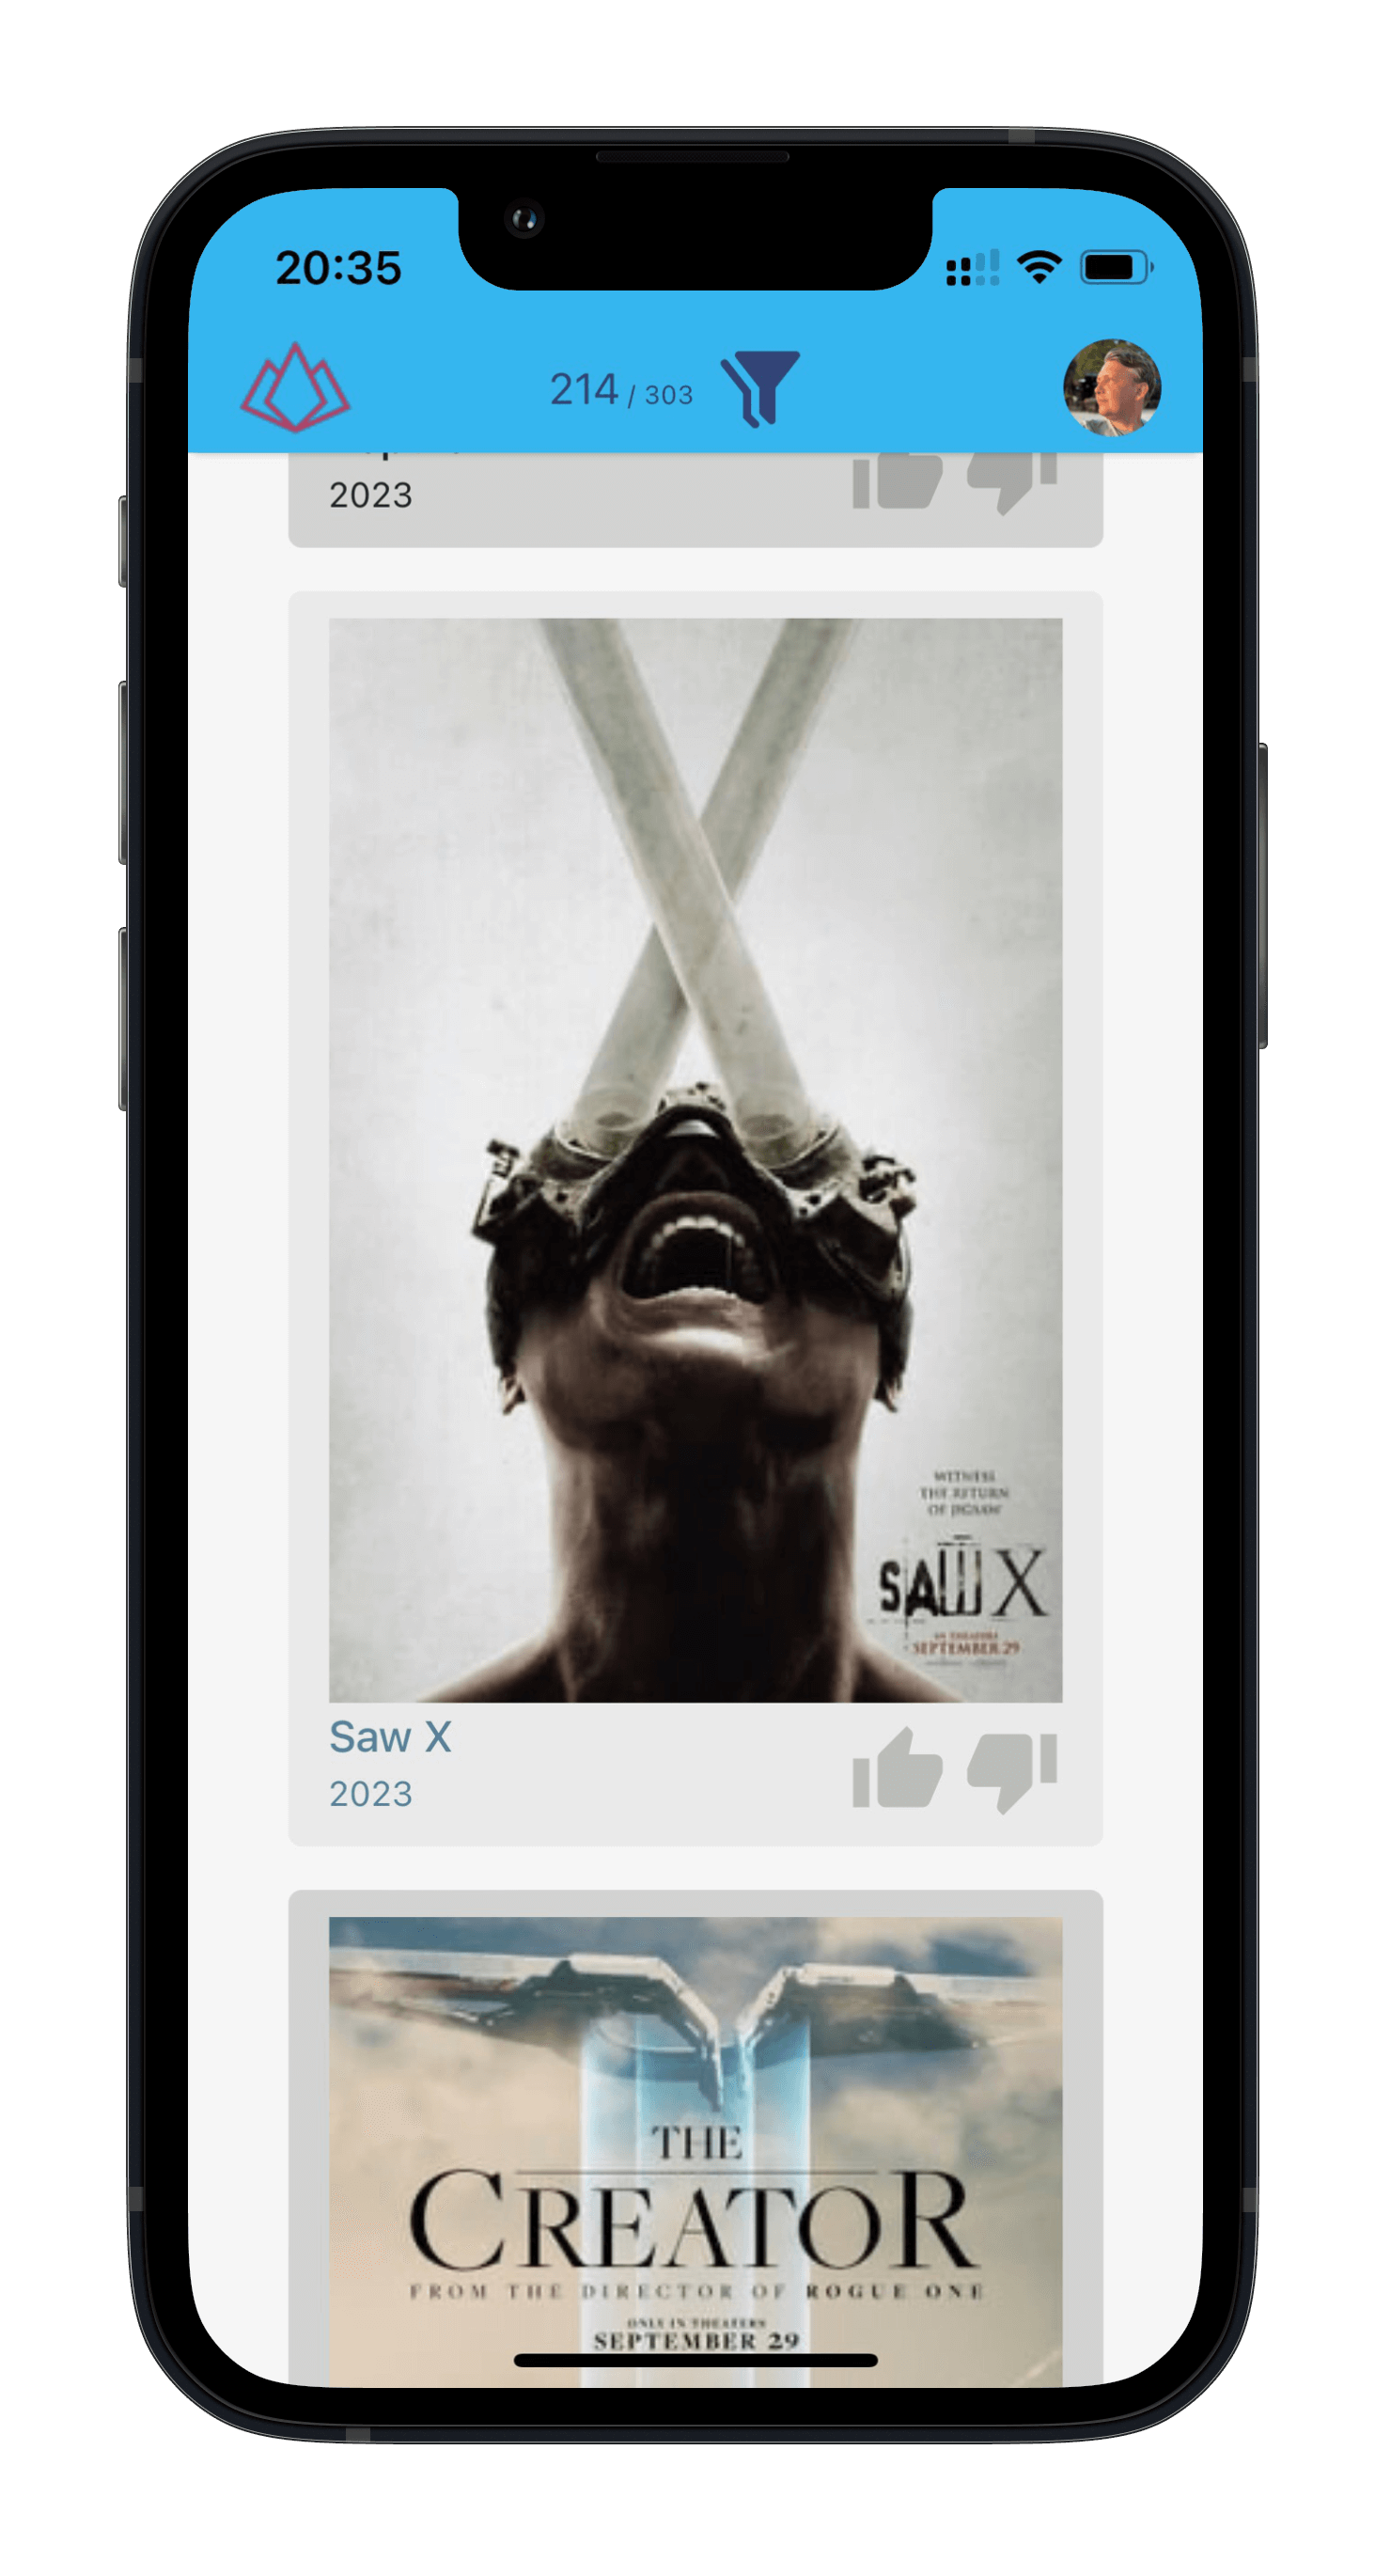 20:35
214 / 303
2023
WITNESS
THE RETURN
OF JIGSAW
SAW X
IN THEATERS
SEPTEMBER 29
Saw X
2023
THE
CREATOR
FROM THE DIRECTOR OF ROGUE ONE
ONLY IN THEATERS
SEPTEMBER 29